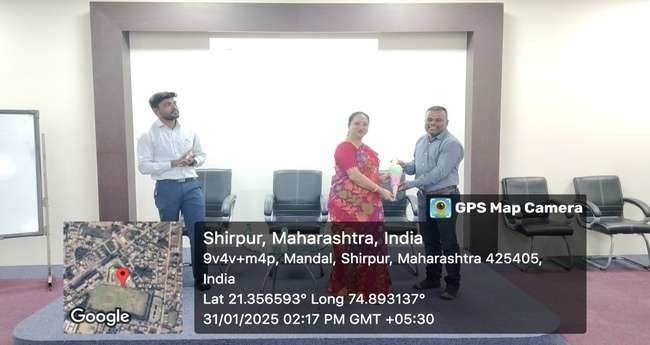 GPS Map Camera
Shirpur, Maharashtra, India
9v4v+m4p, Mandal, Shirpur, Maharashtra 425405,
India
Lat 21.356593° Long 74.893137°
31/01/2025 02:17 PM GMT +05:30
Google